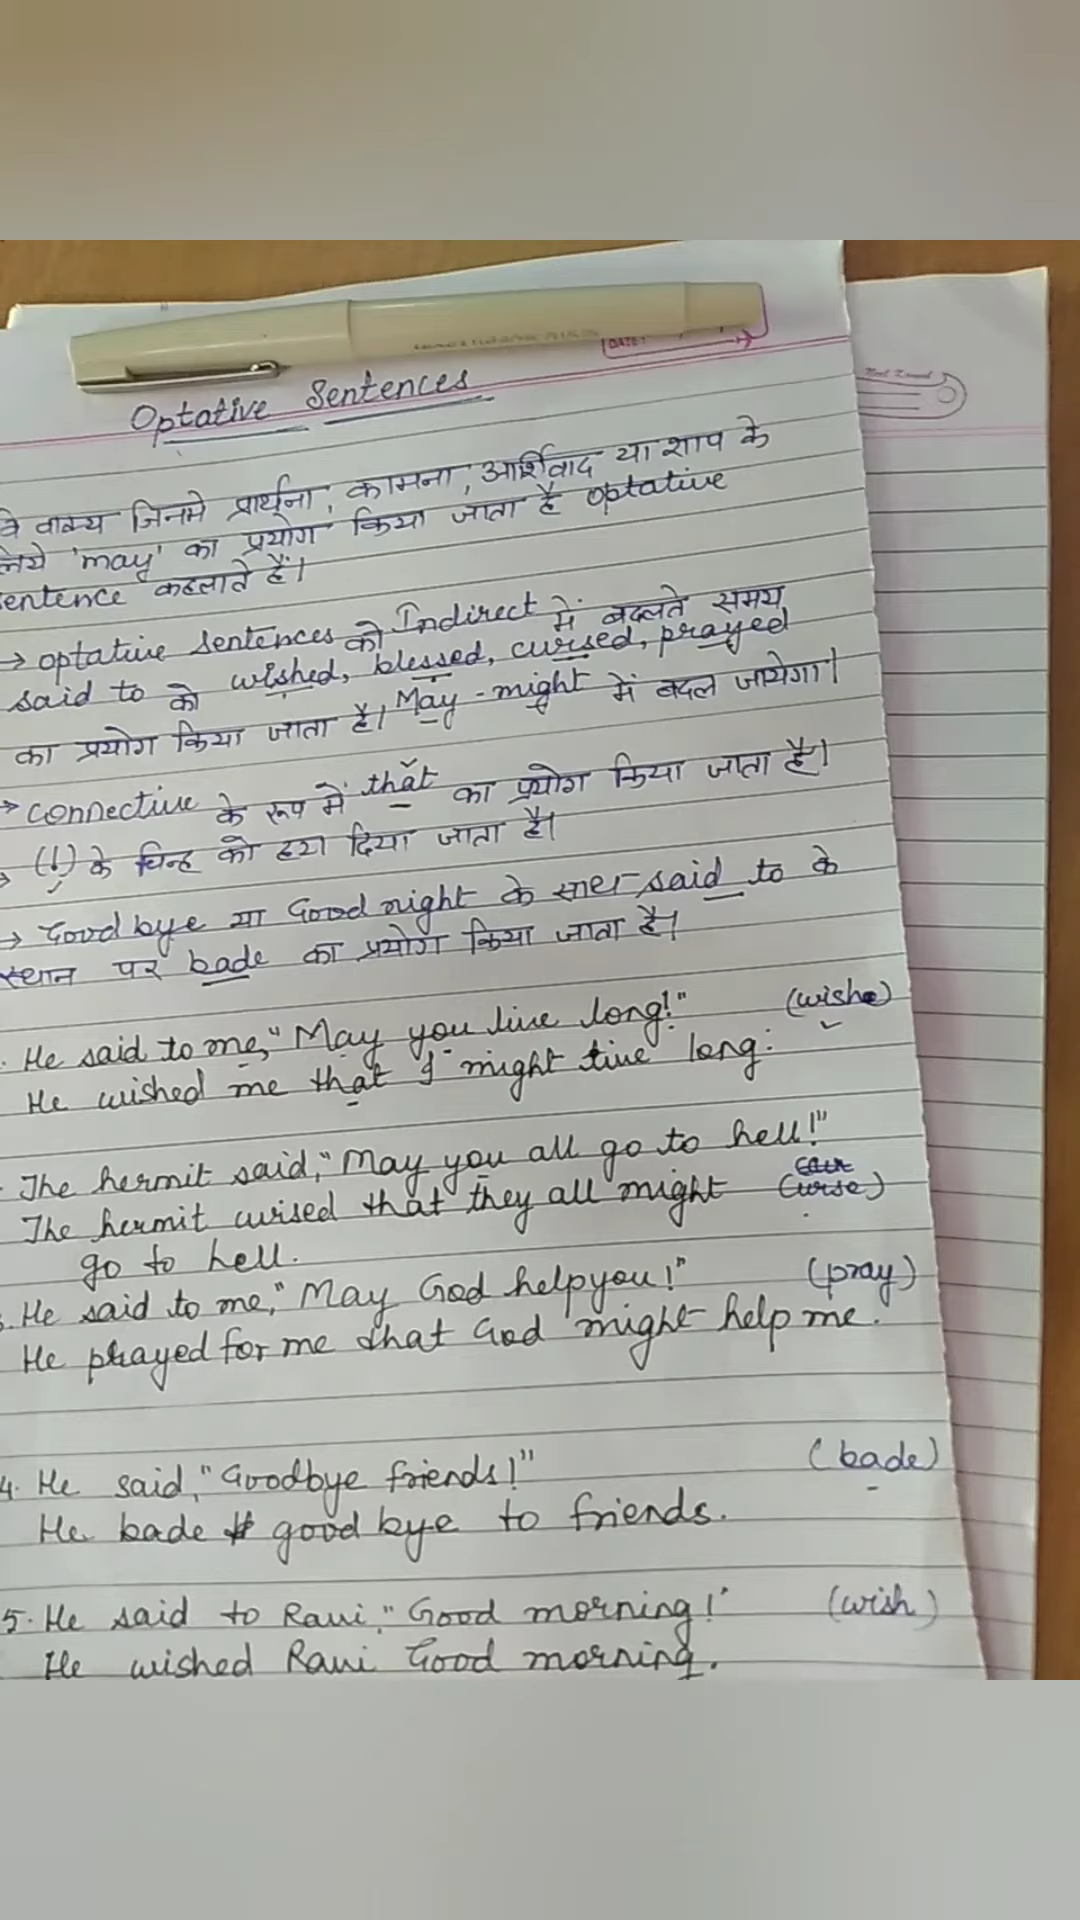 DATE:
Optative Sentences
वे वाक्य जिनमे प्रार्थना, कामना, आर्शिवाद या शाप के
लिये 'may' का प्रयोग किया जाता है optative
sentence कहलाते हैं।
→ optative sentences को Indirect में बदलते समय
said to को wished, blessed, cursed, prayed
का प्रयोग किया जाता है। May - might में बदल जायेगा।
→ connective के रूप में that का प्रयोग किया जाता है।
→ (!) के चिन्ह को हटा दिया जाता है।
→ Goodbye या Good night के साथ said to के
स्थान पर bade का प्रयोग किया जाता है।
He said to me, "May you live long!" (wish)
He wished me that I might live long.
The hermit said, "May you all go to hell!"
The hermit cursed that they all might (curse)
go to hell.
3. He said to me, "May God help you!" (pray)
He prayed for me that God might help me.
4. He said, "Goodbye friends!" (bade)
He bade good bye to friends.
5. He said to Ravi, "Good morning!' (wish)
He wished Ravi Good morning.